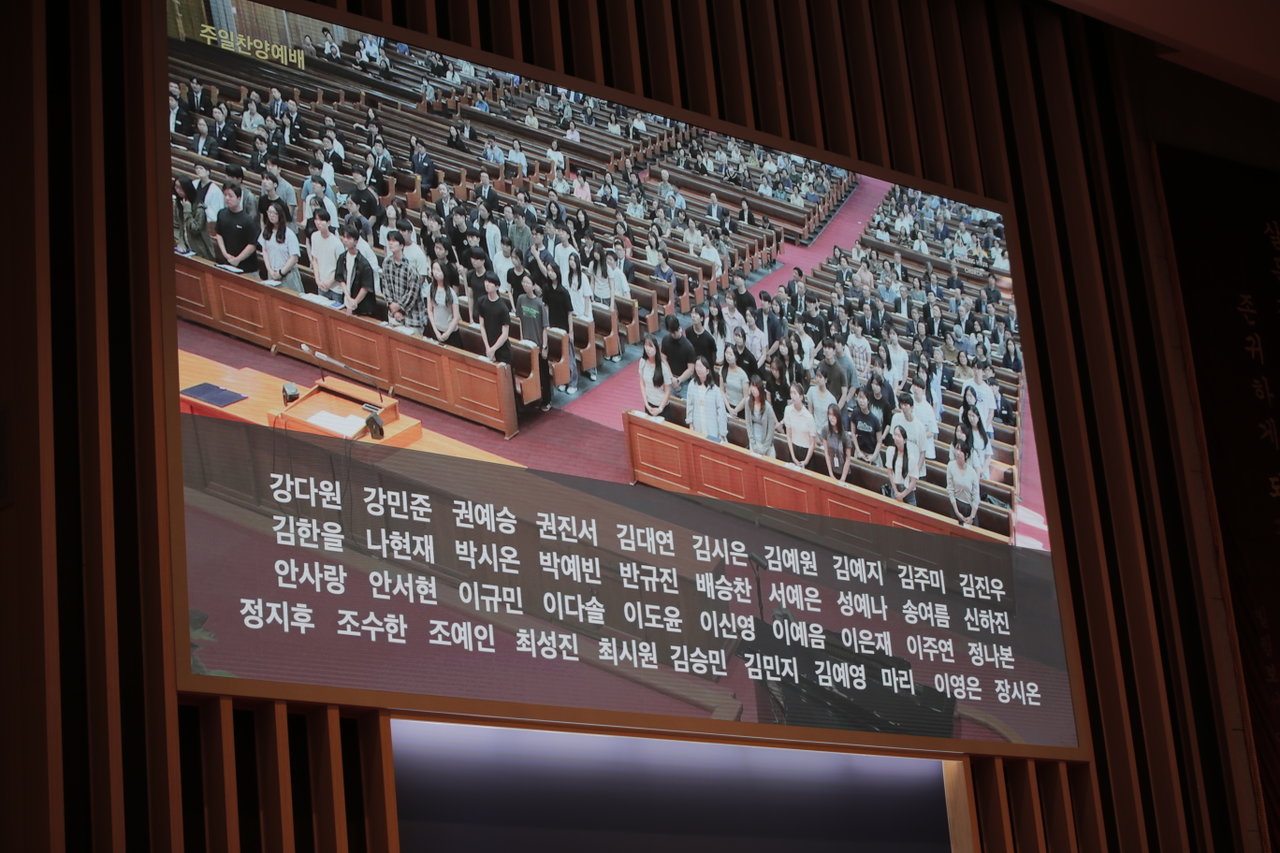 주일찬양예배
강다원 강민준 권예승 권진서 김대연 김시은 김예원 김예지 김주미 김진우
김한을 나현재 박시온 박예빈 반규진 배승찬 서예은 성예나 송여름 신하진
안사랑 안서현 이규민 이다솔 이도윤 이신영 이예음 이은재 이주연 정나본
정지후 조수한 조예인 최성진 최시원 김승민 김민지 김예영 마리 이영은 장시온